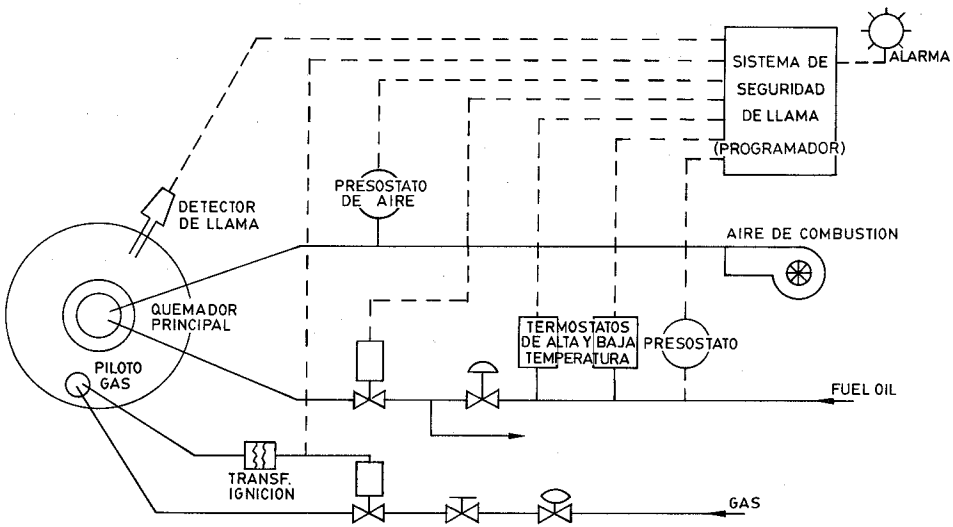 ALARMA
SISTEMA DE
SEGURIDAD
DE LLAMA
(PROGRAMADOR)
DETECTOR
DE LLAMA
PRESOSTATO
DE AIRE
AIRE DE COMBUSTION
QUEMADOR
PRINCIPAL
TERMOSTATOS
DE ALTA Y BAJA
TEMPERATURA
PRESOSTATO
PILOTO
GAS
FUEL OIL
TRANSF.
IGNICION
GAS